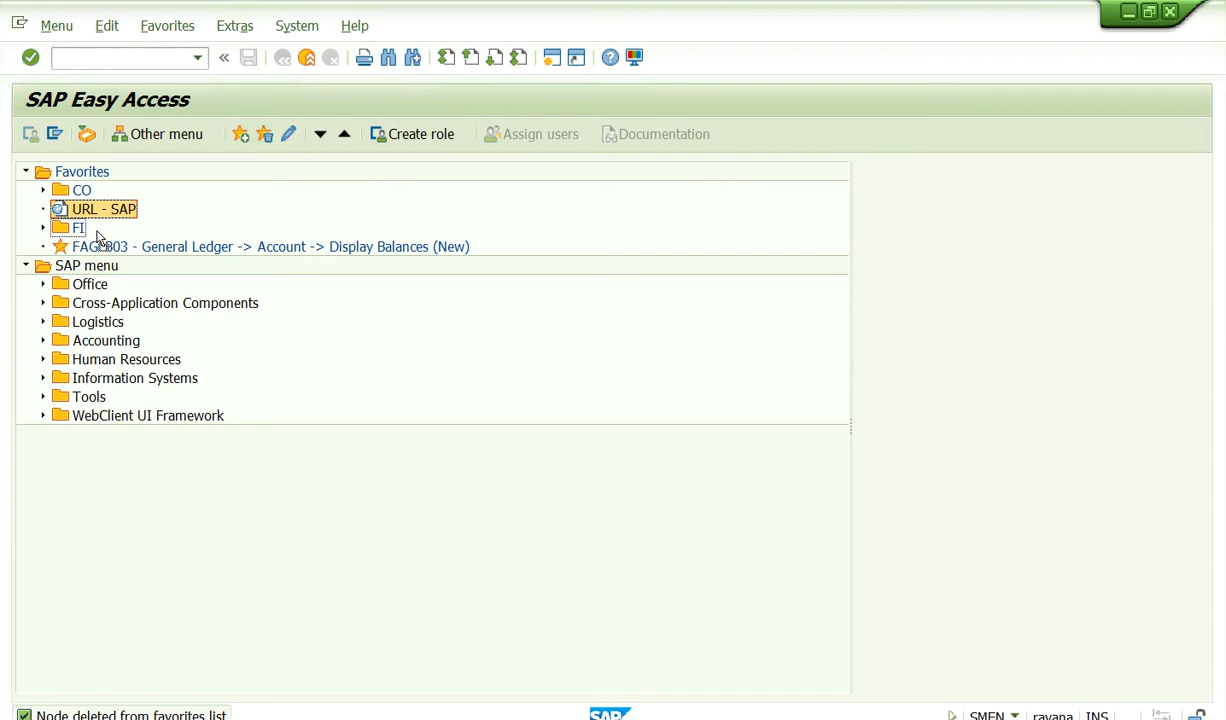 Menu Edit Favorites Extras System Help
SAP Easy Access
Other menu Create role Assign users Documentation
Favorites
CO
URL - SAP
FI
FAGLB03 - General Ledger -> Account -> Display Balances (New)
SAP menu
Office
Cross-Application Components
Logistics
Accounting
Human Resources
Information Systems
Tools
WebClient UI Framework
Node deleted from favorites list SAP SMEN ravana INS